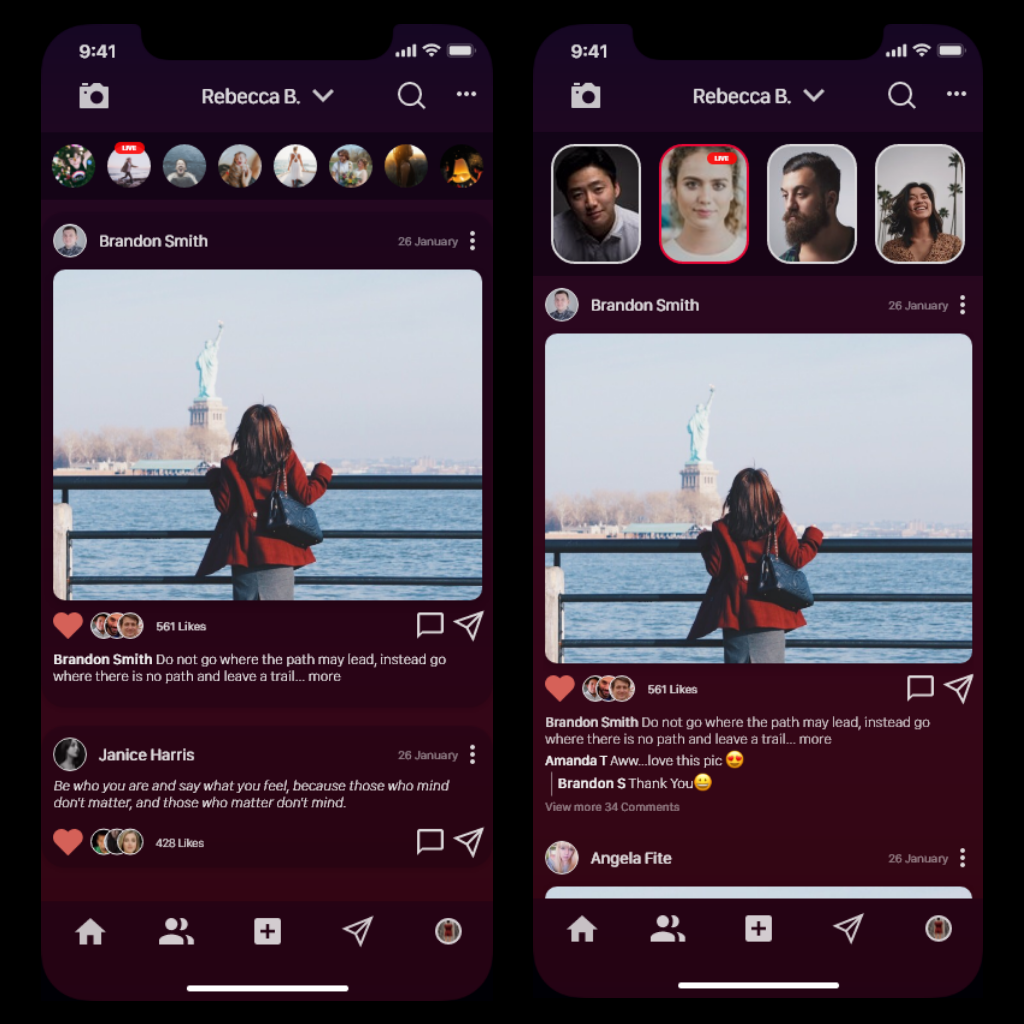 9:41
Rebecca B.
LIVE
Brandon Smith
26 January
561 Likes
Brandon Smith Do not go where the path may lead, instead go
where there is no path and leave a trail... more
Janice Harris
26 January
Be who you are and say what you feel, because those who mind
don't matter, and those who matter don't mind.
428 Likes
9:41
Rebecca B.
LIVE
Brandon Smith
26 January
561 Likes
Brandon Smith Do not go where the path may lead, instead go
where there is no path and leave a trail... more
Amanda T Aww...love this pic 😍
Brandon S Thank You😀
View more 34 Comments
Angela Fite
26 January